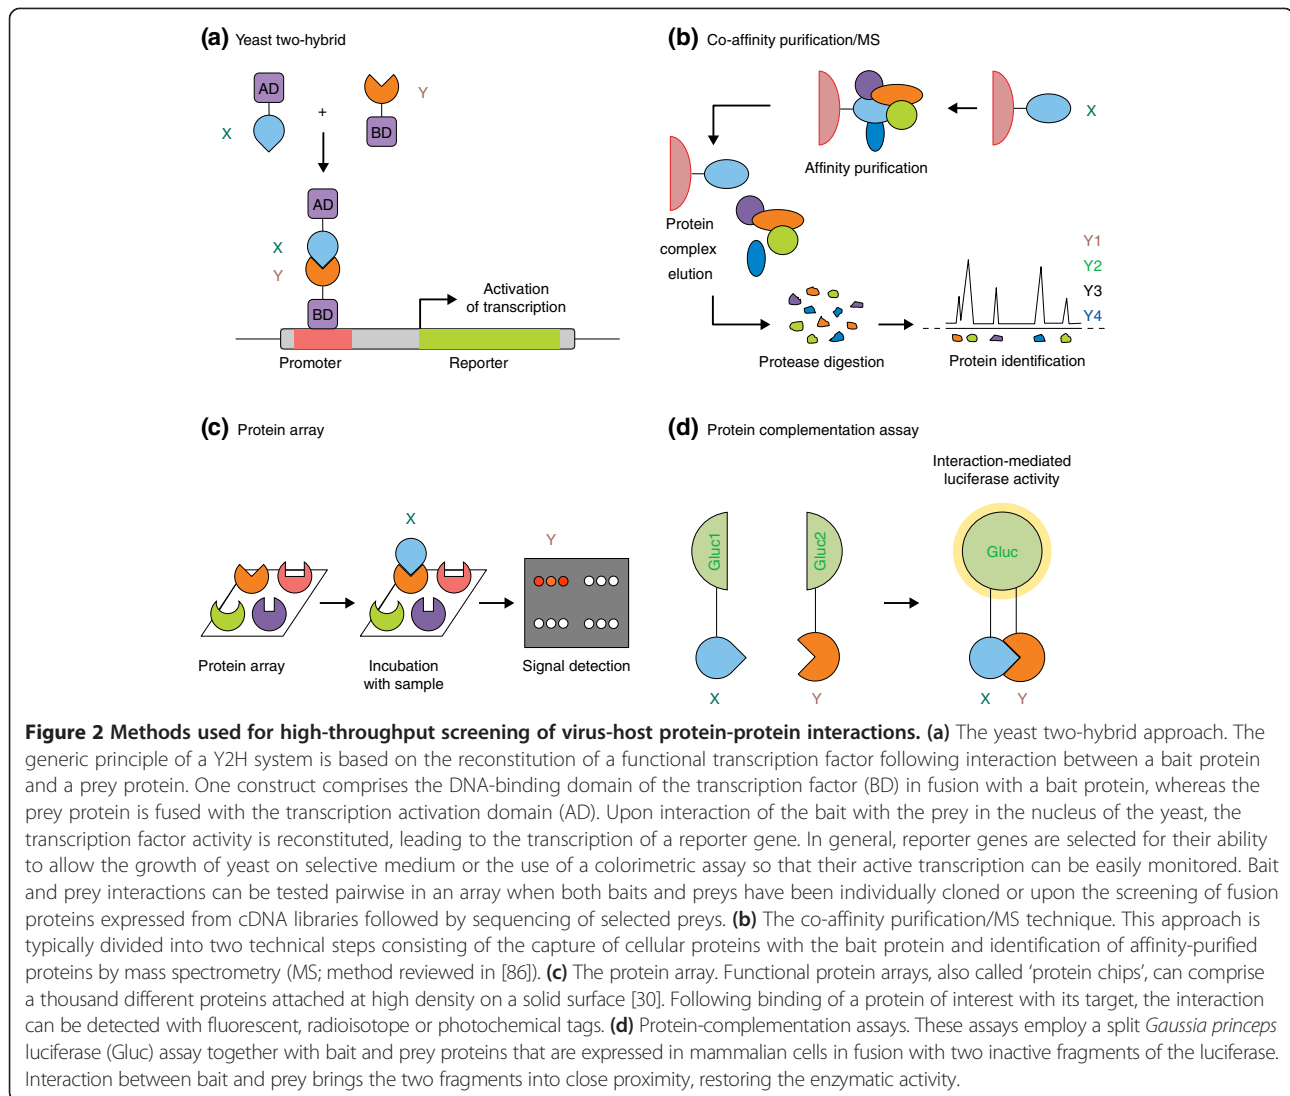 (a) Yeast two-hybrid
AD
Y
+
X
BD
AD
X
Y
Activation
of transcription
BD
Promoter
Reporter
(b) Co-affinity purification/MS
X
Affinity purification
Protein
complex
elution
Y1
Y2
Y3
Y4
Protease digestion
Protein identification
(c) Protein array
X
Y
Protein array
Incubation
with sample
Signal detection
(d) Protein complementation assay
Interaction-mediated
luciferase activity
Gluc1
Gluc2
Gluc
X
Y
X
Y
Figure 2 Methods used for high-throughput screening of virus-host protein-protein interactions. (a) The yeast two-hybrid approach. The
generic principle of a Y2H system is based on the reconstitution of a functional transcription factor following interaction between a bait protein
and a prey protein. One construct comprises the DNA-binding domain of the transcription factor (BD) in fusion with a bait protein, whereas the
prey protein is fused with the transcription activation domain (AD). Upon interaction of the bait with the prey in the nucleus of the yeast, the
transcription factor activity is reconstituted, leading to the transcription of a reporter gene. In general, reporter genes are selected for their ability
to allow the growth of yeast on selective medium or the use of a colorimetric assay so that their active transcription can be easily monitored. Bait
and prey interactions can be tested pairwise in an array when both baits and preys have been individually cloned or upon the screening of fusion
proteins expressed from cDNA libraries followed by sequencing of selected preys. (b) The co-affinity purification/MS technique. This approach is
typically divided into two technical steps consisting of the capture of cellular proteins with the bait protein and identification of affinity-purified
proteins by mass spectrometry (MS; method reviewed in [86]). (c) The protein array. Functional protein arrays, also called ‘protein chips’, can comprise
a thousand different proteins attached at high density on a solid surface [30]. Following binding of a protein of interest with its target, the interaction
can be detected with fluorescent, radioisotope or photochemical tags. (d) Protein-complementation assays. These assays employ a split Gaussia princeps
luciferase (Gluc) assay together with bait and prey proteins that are expressed in mammalian cells in fusion with two inactive fragments of the luciferase.
Interaction between bait and prey brings the two fragments into close proximity, restoring the enzymatic activity.